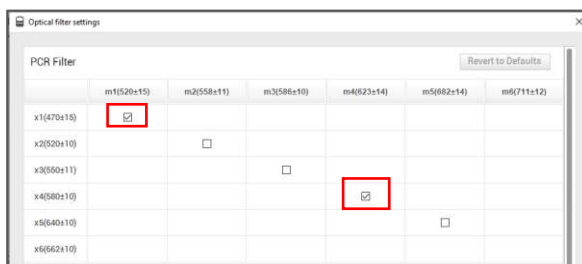 Optical filter settings
PCR Filter
Revert to Defaults
m1(520±15) m2(558±11) m3(586±10) m4(623±14) m5(682±14) m6(711±12)
x1(470±15)
x2(520±10)
x3(550±11)
x4(580±10)
x5(640±10)
x6(662±10)